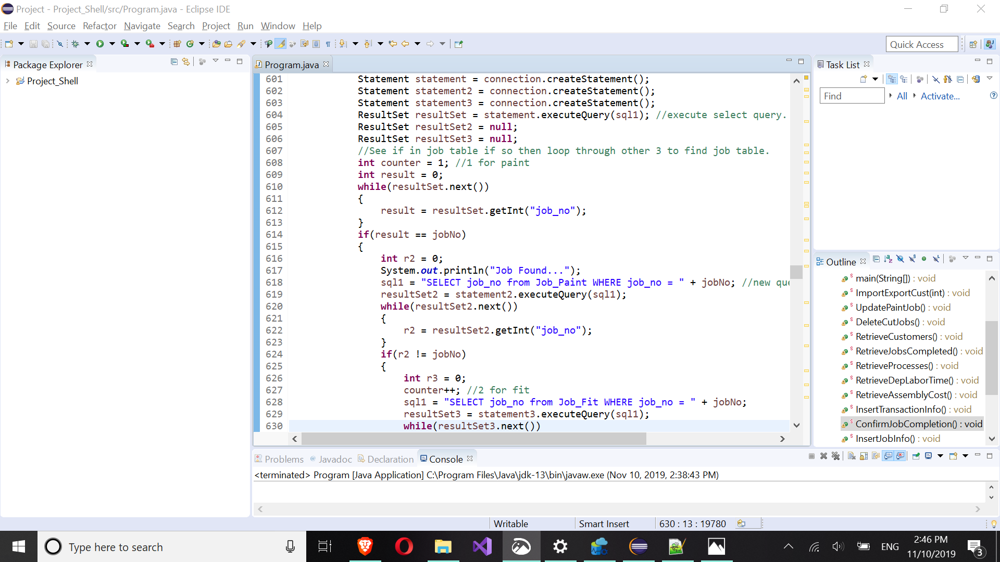 Project - Project_Shell/src/Program.java - Eclipse IDE
File Edit Source Refactor Navigate Search Project Run Window Help
Quick Access
Package Explorer
Project_Shell
Program.java
601 Statement statement = connection.createStatement();
602 Statement statement2 = connection.createStatement();
603 Statement statement3 = connection.createStatement();
604 ResultSet resultSet = statement.executeQuery(sql1); //execute select query.
605 ResultSet resultSet2 = null;
606 ResultSet resultSet3 = null;
607 //See if in job table if so then loop through other 3 to find job table.
608 int counter = 1; //1 for paint
609 int result = 0;
610 while(resultSet.next())
611 {
612 result = resultSet.getInt("job_no");
613 }
614 if(result == jobNo)
615 {
616 int r2 = 0;
617 System.out.println("Job Found...");
618 sql1 = "SELECT job_no from Job_Paint WHERE job_no = " + jobNo; //new que
619 resultSet2 = statement2.executeQuery(sql1);
620 while(resultSet2.next())
621 {
622 r2 = resultSet2.getInt("job_no");
623 }
624 if(r2 != jobNo)
625 {
626 int r3 = 0;
627 counter++; //2 for fit
628 sql1 = "SELECT job_no from Job_Fit WHERE job_no = " + jobNo;
629 resultSet3 = statement3.executeQuery(sql1);
630 while(resultSet3.next())
Task List
Find All Activate...
Outline
main(String[]) : void
ImportExportCust(int) : void
UpdatePaintJob() : void
DeleteCutJobs() : void
RetrieveCustomers() : void
RetrieveJobsCompleted() : void
RetrieveProcesses() : void
RetrieveDepLaborTime() : void
RetrieveAssemblyCost() : void
InsertTransactionInfo() : void
ConfirmJobCompletion() : void
InsertJobInfo() : void
Problems @ Javadoc Declaration Console
<terminated> Program [Java Application] C:\Program Files\Java\jdk-13\bin\javaw.exe (Nov 10, 2019, 2:38:43 PM)
Writable Smart Insert 630 : 13 : 19780
Type here to search
ENG
2:46 PM
11/10/2019
3